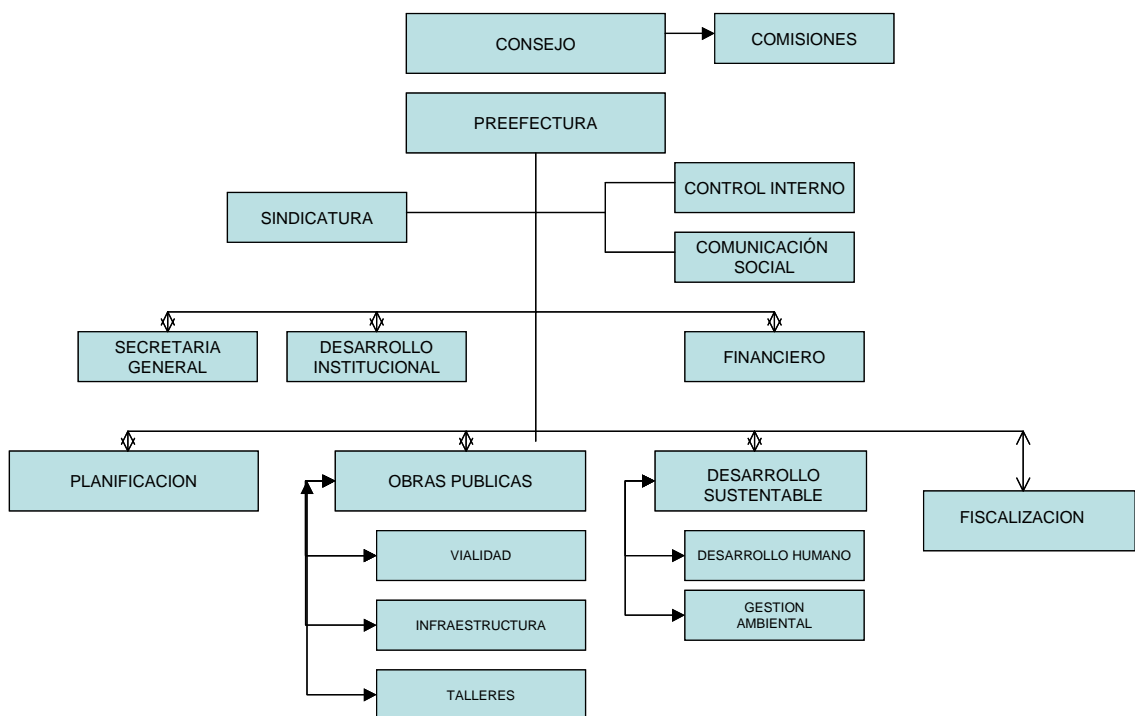 CONSEJO
COMISIONES
PREEFECTURA
CONTROL INTERNO
SINDICATURA
COMUNICACIÓN
SOCIAL
SECRETARIA
GENERAL
DESARROLLO
INSTITUCIONAL
FINANCIERO
PLANIFICACION
OBRAS PUBLICAS
DESARROLLO
SUSTENTABLE
FISCALIZACION
VIALIDAD
DESARROLLO HUMANO
INFRAESTRUCTURA
GESTION
AMBIENTAL
TALLERES